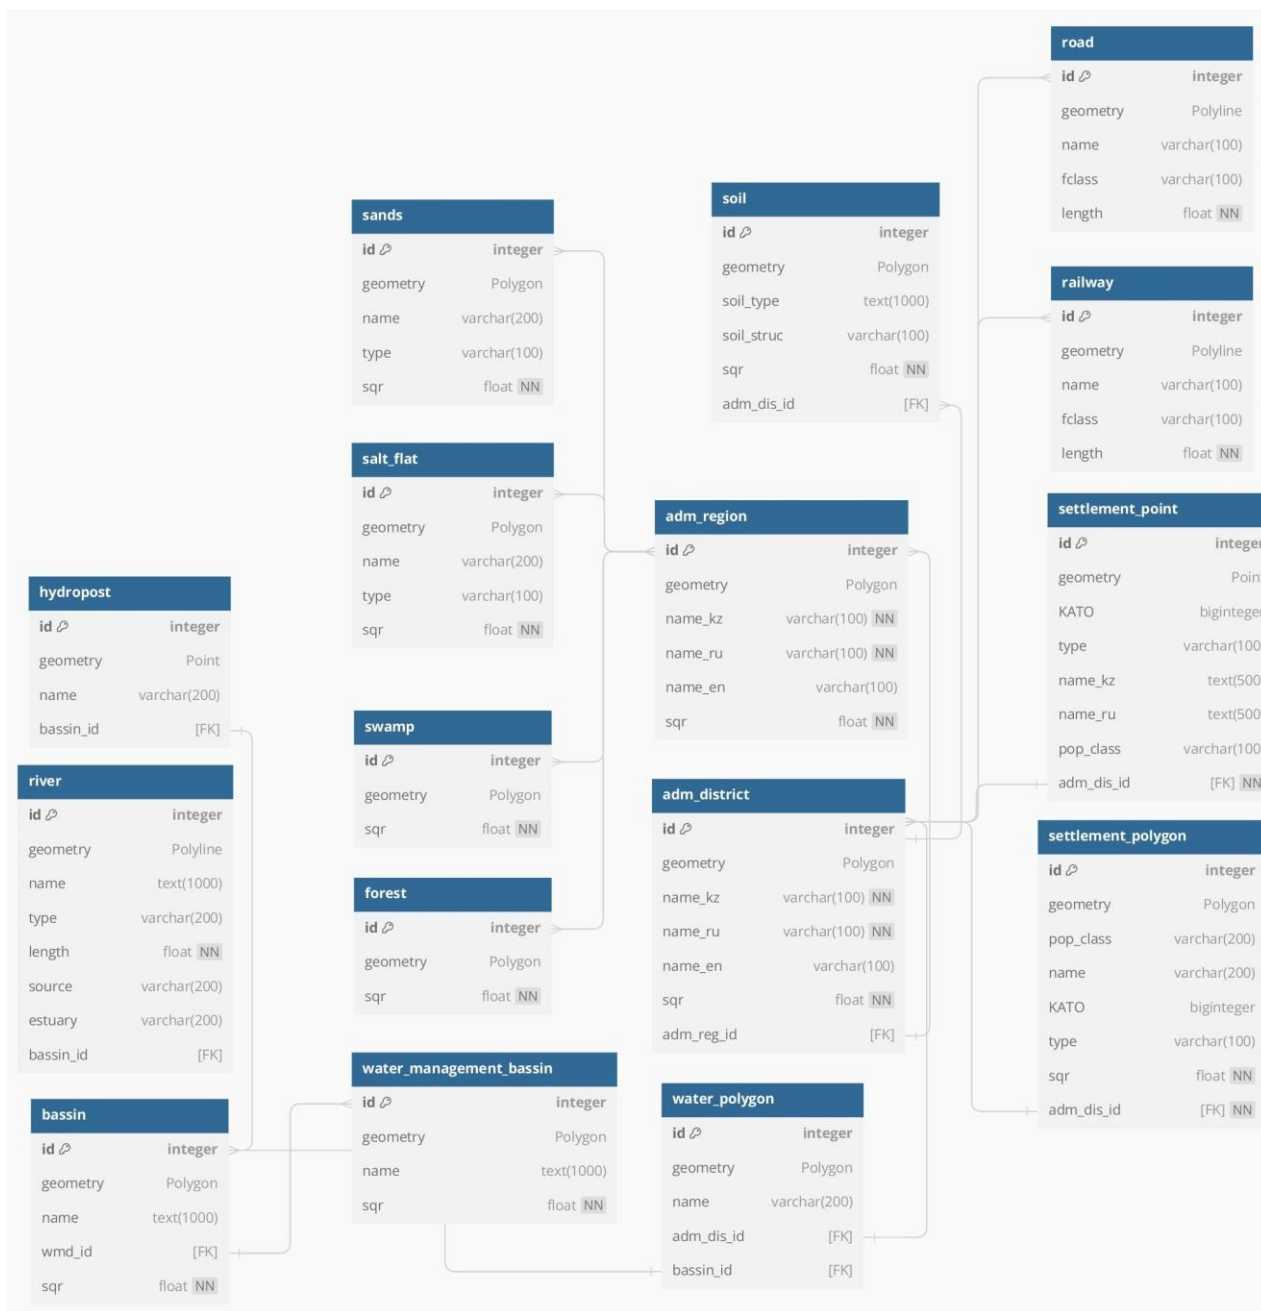 road
id integer
geometry Polyline
name varchar(100)
fclass varchar(100)
length float NN
sands
id integer
geometry Polygon
name varchar(200)
type varchar(100)
sqr float NN
soil
id integer
geometry Polygon
soil_type text(1000)
soil_struc varchar(100)
sqr float NN
adm_dis_id [FK]
railway
id integer
geometry Polyline
name varchar(100)
fclass varchar(100)
length float NN
salt_flat
id integer
geometry Polygon
name varchar(200)
type varchar(100)
sqr float NN
adm_region
id integer
geometry Polygon
name_kz varchar(100) NN
name_ru varchar(100) NN
name_en varchar(100)
sqr float NN
settlement_point
id integer
geometry Poin
KATO biginteger
type varchar(100
name_kz text(500
name_ru text(500
pop_class varchar(100
adm_dis_id [FK] NN
hydropost
id integer
geometry Point
name varchar(200)
bassin_id [FK]
swamp
id integer
geometry Polygon
sqr float NN
river
id integer
geometry Polyline
name text(1000)
type varchar(200)
length float NN
source varchar(200)
estuary varchar(200)
bassin_id [FK]
adm_district
id integer
geometry Polygon
name_kz varchar(100) NN
name_ru varchar(100) NN
name_en varchar(100)
sqr float NN
adm_reg_id [FK]
settlement_polygon
id integer
geometry Polygon
pop_class varchar(200)
name varchar(200)
KATO biginteger
type varchar(100)
sqr float NN
adm_dis_id [FK] NN
forest
id integer
geometry Polygon
sqr float NN
water_management_bassin
id integer
geometry Polygon
name text(1000)
sqr float NN
bassin
id integer
geometry Polygon
name text(1000)
wmd_id [FK]
sqr float NN
water_polygon
id integer
geometry Polygon
name varchar(200)
adm_dis_id [FK]
bassin_id [FK]